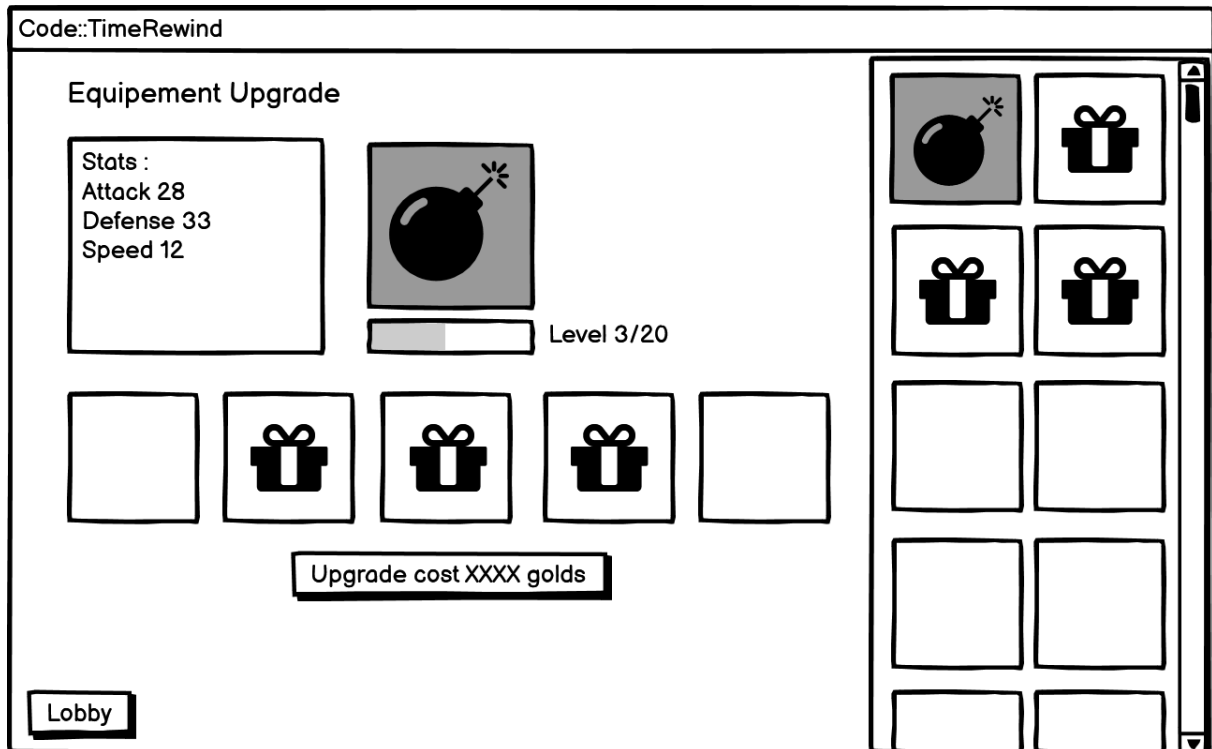 Code::TimeRewind
Equipement Upgrade
Stats :
Attack 28
Defense 33
Speed 12
Level 3/20
Upgrade cost XXXX golds
Lobby